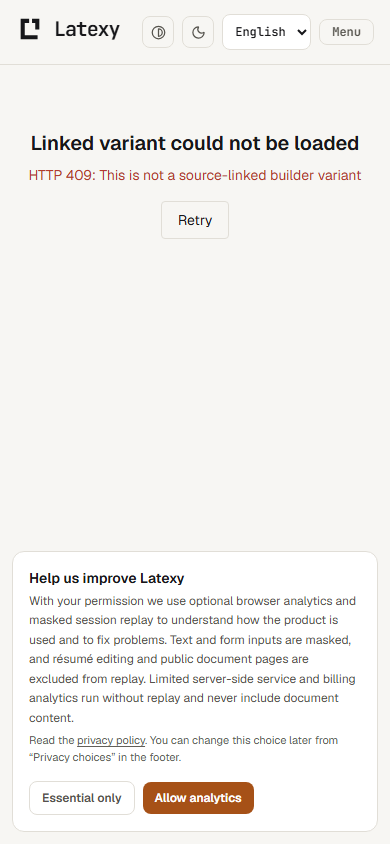 Latexy
English
Menu
Linked variant could not be loaded
HTTP 409: This is not a source-linked builder variant
Retry
Help us improve Latexy
With your permission we use optional browser analytics and
masked session replay to understand how the product is
used and to fix problems. Text and form inputs are masked,
and résumé editing and public document pages are
excluded from replay. Limited server-side service and billing
analytics run without replay and never include document
content.
Read the privacy policy. You can change this choice later from
“Privacy choices” in the footer.
Essential only
Allow analytics